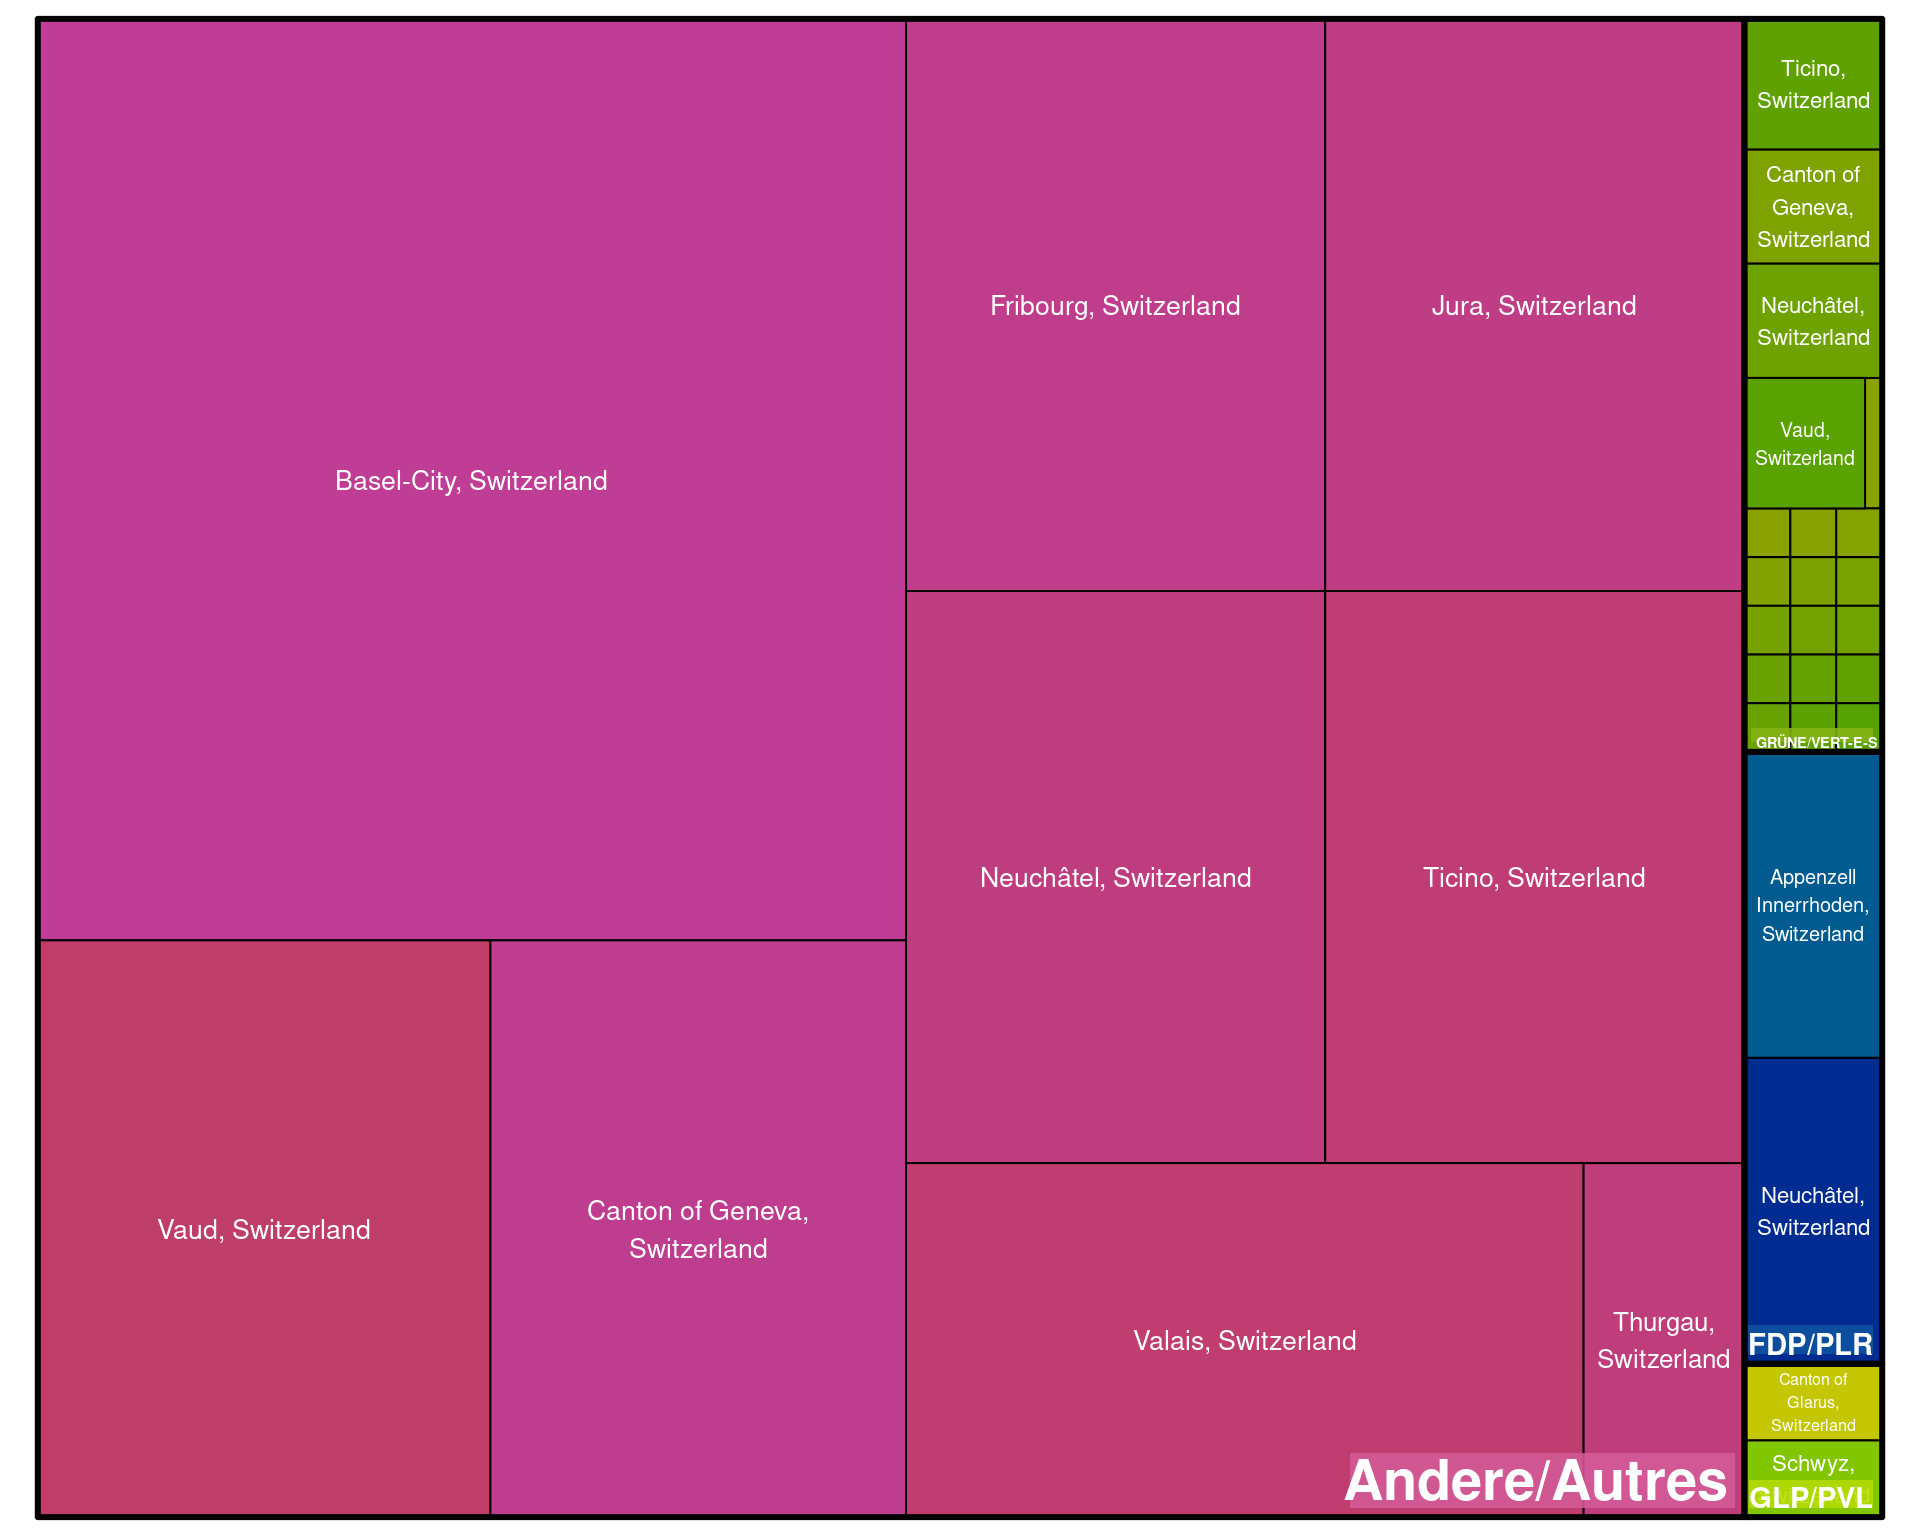 Basel-City, Switzerland
Vaud, Switzerland
Canton of Geneva,
Switzerland
Fribourg, Switzerland
Jura, Switzerland
Neuchâtel, Switzerland
Ticino, Switzerland
Valais, Switzerland
Thurgau,
Switzerland
Andere/Autres
Ticino,
Switzerland
Canton of
Geneva,
Switzerland
Neuchâtel,
Switzerland
Vaud,
Switzerland
GRÜNE/VERT-E-S
Appenzell
Innerrhoden,
Switzerland
Neuchâtel,
Switzerland
FDP/PLR
Canton of
Glarus,
Switzerland
Schwyz,
GLP/PVL